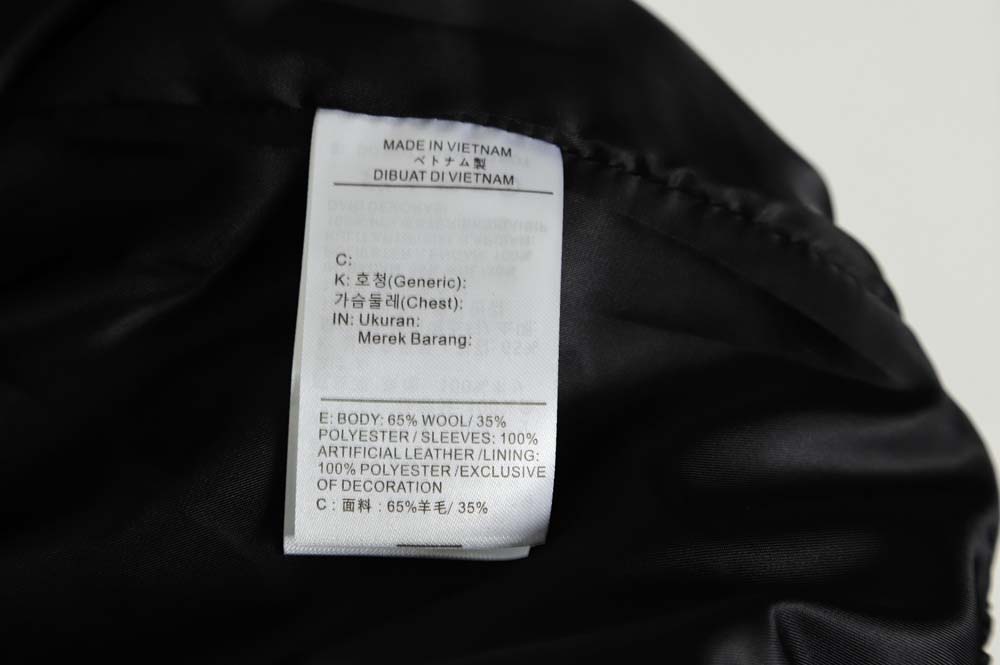 MADE IN VIETNAM
ベトナム製
DIBUAT DI VIETNAM
C:
K: 호청(Generic):
가슴둘레(Chest):
IN: Ukuran:
Merek Barang:
E: BODY: 65% WOOL/ 35%
POLYESTER / SLEEVES: 100%
ARTIFICIAL LEATHER /LINING:
100% POLYESTER /EXCLUSIVE
OF DECORATION
C : 面料 : 65%羊毛/ 35%